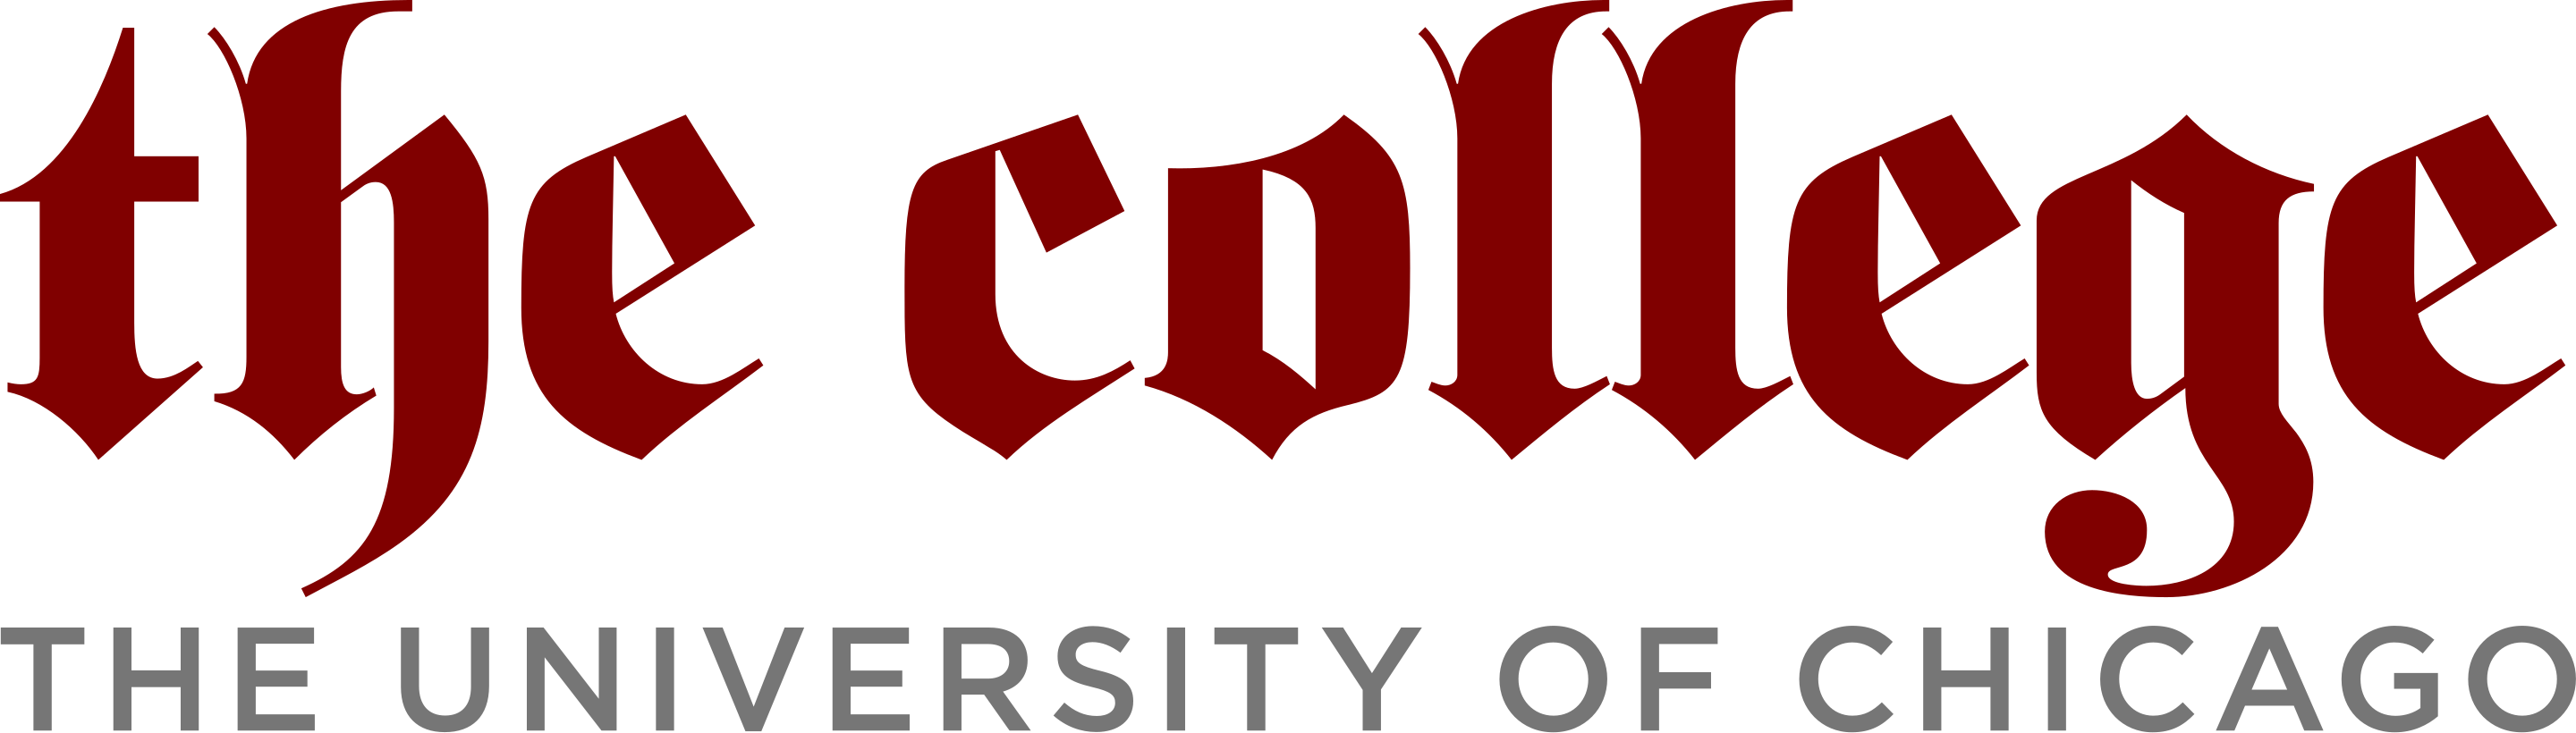 the college
THE UNIVERSITY OF CHICAGO